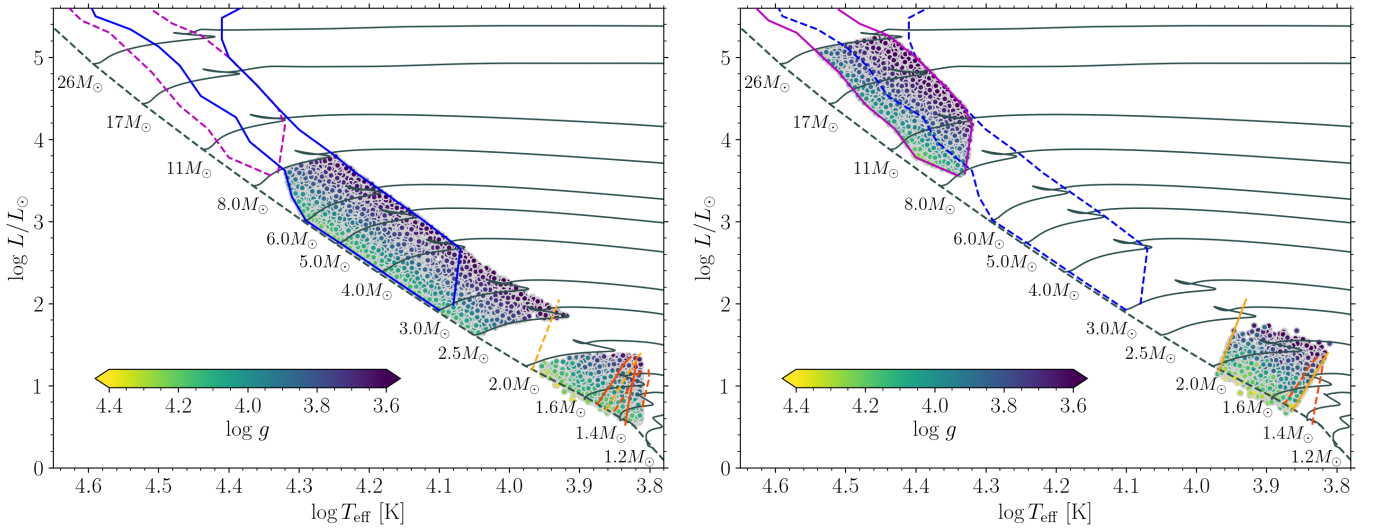 5
4
3
2
1
0
log L/L⊙
26M⊙
17M⊙
11M⊙
8.0M⊙
6.0M⊙
5.0M⊙
4.0M⊙
3.0M⊙
2.5M⊙
2.0M⊙
1.6M⊙
1.4M⊙
1.2M⊙
4.4 4.2 4.0 3.8 3.6
log g
4.6 4.5 4.4 4.3 4.2 4.1 4.0 3.9 3.8
log T_eff [K]
5
4
3
2
1
0
log L/L⊙
26M⊙
17M⊙
11M⊙
8.0M⊙
6.0M⊙
5.0M⊙
4.0M⊙
3.0M⊙
2.5M⊙
2.0M⊙
1.6M⊙
1.4M⊙
1.2M⊙
4.4 4.2 4.0 3.8 3.6
log g
4.6 4.5 4.4 4.3 4.2 4.1 4.0 3.9 3.8
log T_eff [K]